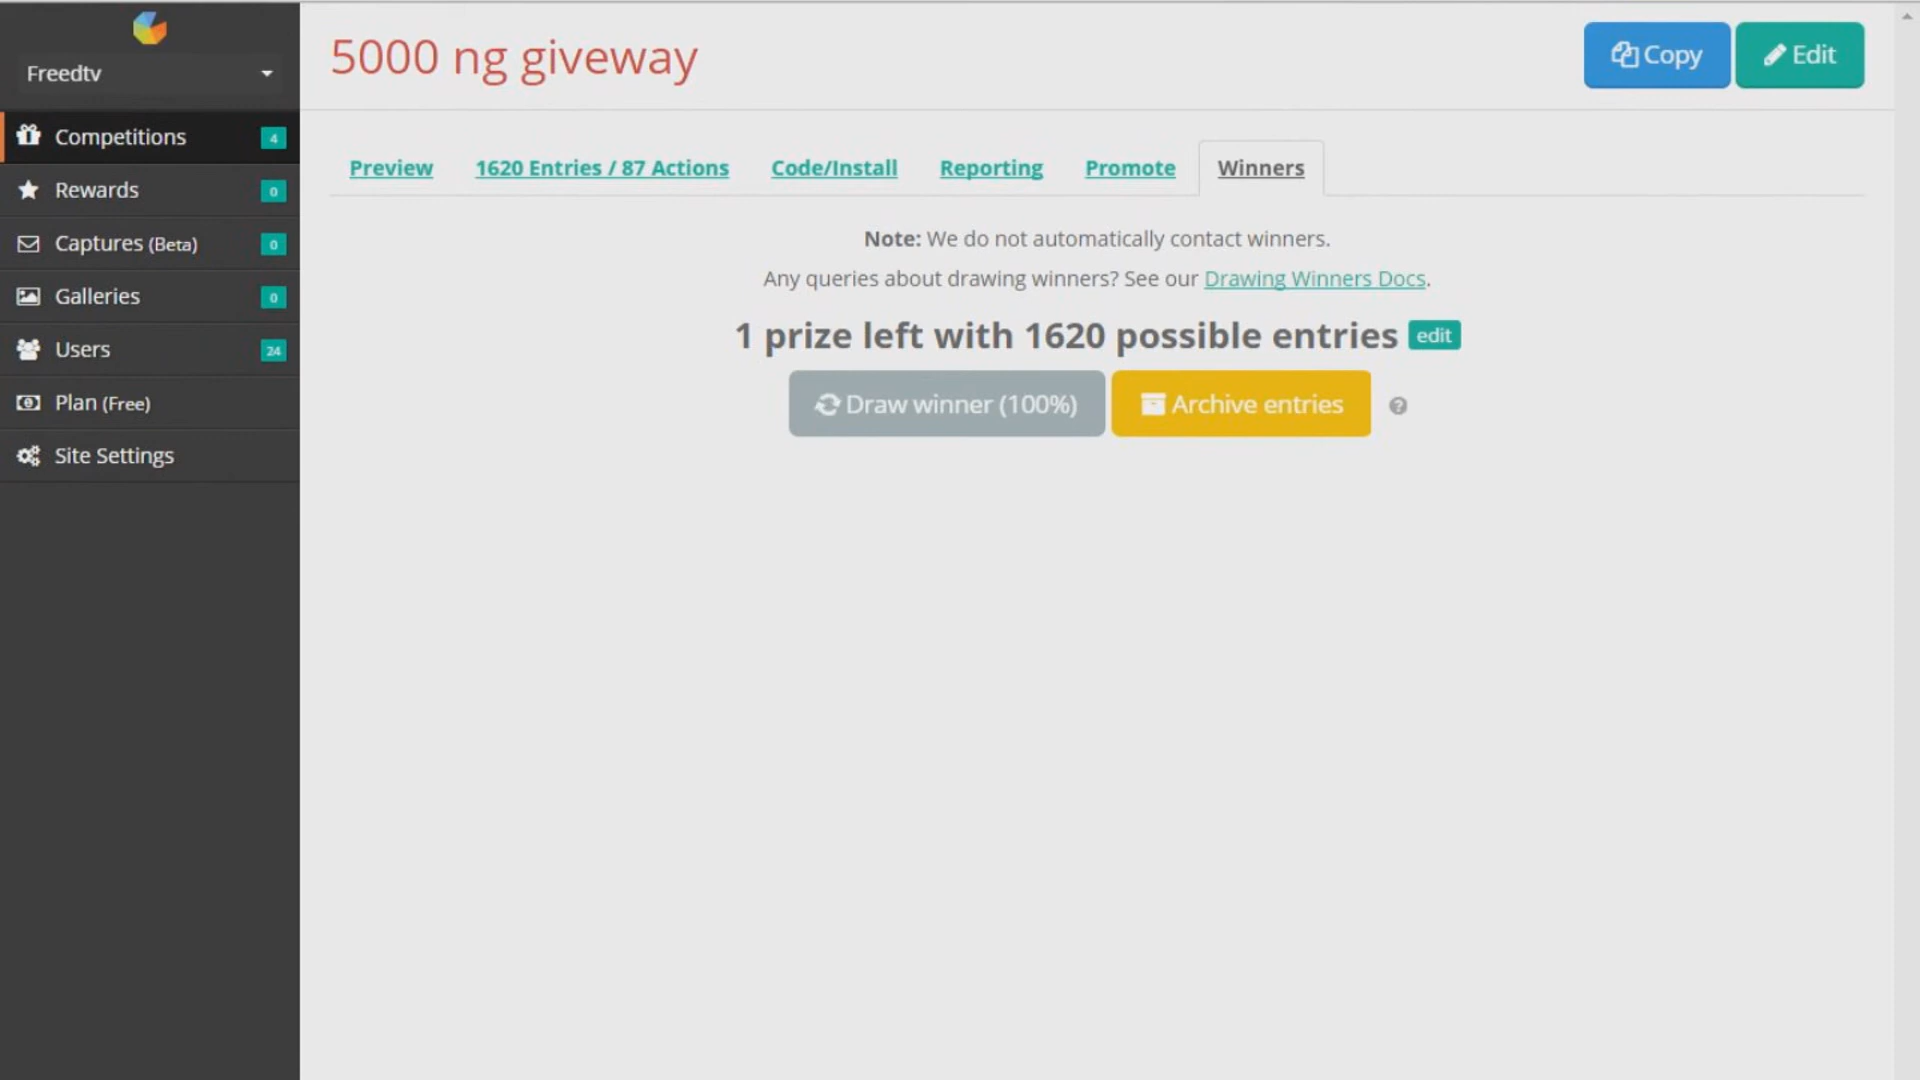 Freedtv
Competitions 4
Rewards 0
Captures (Beta) 0
Galleries 0
Users 24
Plan (Free)
Site Settings
5000 ng giveway
Copy Edit
Preview 1620 Entries / 87 Actions Code/Install Reporting Promote Winners
Note: We do not automatically contact winners.
Any queries about drawing winners? See our Drawing Winners Docs.
1 prize left with 1620 possible entries edit
Draw winner (100%) Archive entries ?